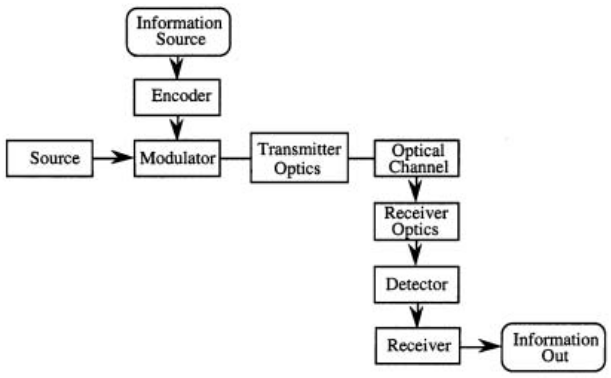 Information
Source
Encoder
Source
Modulator
Transmitter
Optics
Optical
Channel
Receiver
Optics
Detector
Receiver
Information
Out